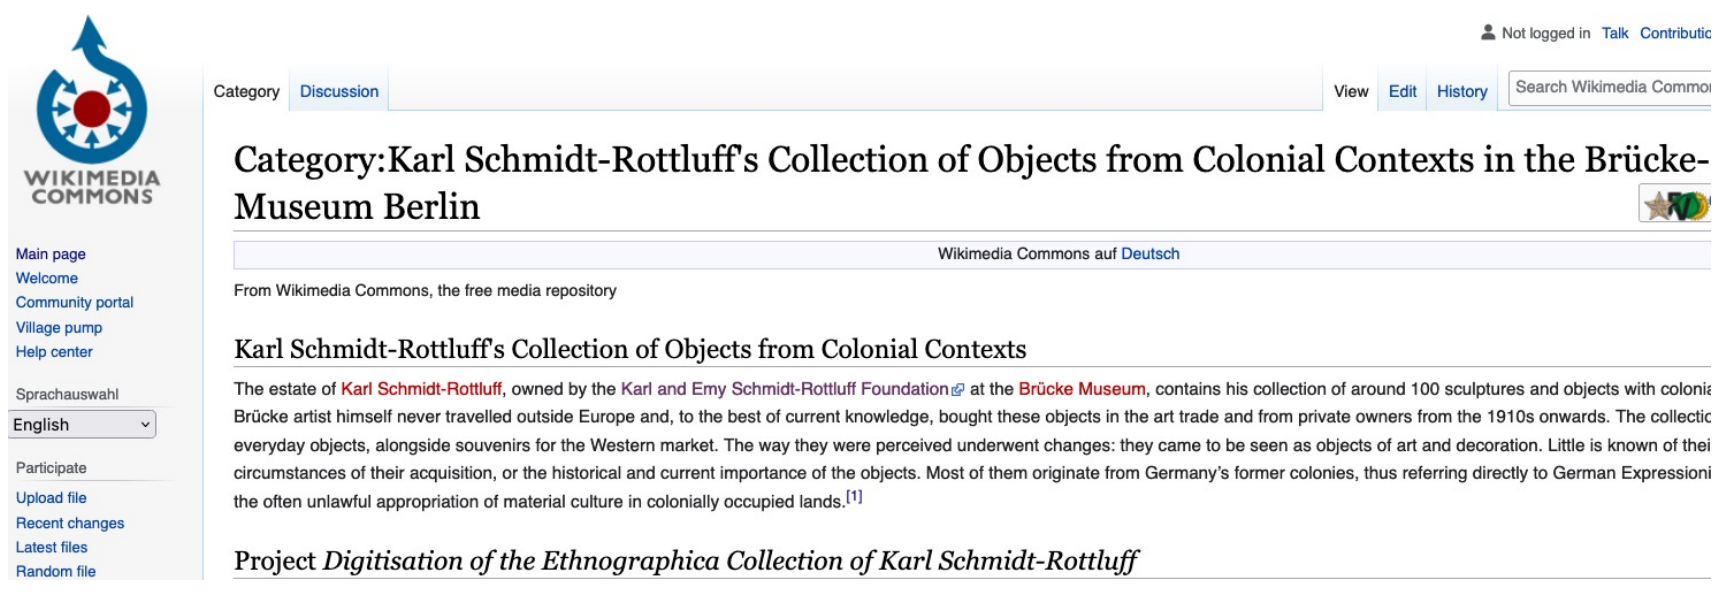 Not logged in Talk
Category Discussion View Edit History Search Wikimedia
WIKIMEDIA
COMMONS
Category:Karl Schmidt-Rottluff's Collection of Objects from Colonial Contexts in the Brücke-
Museum Berlin
Wikimedia Commons auf Deutsch
From Wikimedia Commons, the free media repository
Main page
Welcome
Community portal
Village pump
Help center
Sprachauswahl
English
Participate
Upload file
Recent changes
Latest files
Random file
Karl Schmidt-Rottluff's Collection of Objects from Colonial Contexts
The estate of Karl Schmidt-Rottluff, owned by the Karl and Emy Schmidt-Rottluff Foundation at the Brücke Museum, contains his collection of around 100 sculptures and objects with
Brücke artist himself never travelled outside Europe and, to the best of current knowledge, bought these objects in the art trade and from private owners from the 1910s onwards. The
everyday objects, alongside souvenirs for the Western market. The way they were perceived underwent changes: they came to be seen as objects of art and decoration. Little is known of
circumstances of their acquisition, or the historical and current importance of the objects. Most of them originate from Germany's former colonies, thus referring directly to German
the often unlawful appropriation of material culture in colonially occupied lands.[1]
Project Digitisation of the Ethnographica Collection of Karl Schmidt-Rottluff